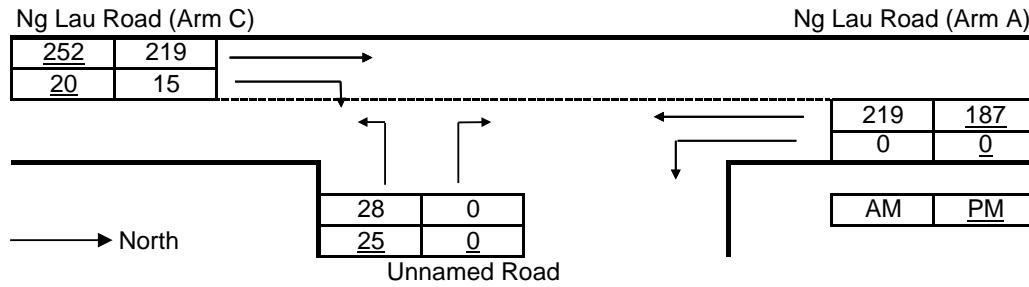 Ng Lau Road (Arm C) Ng Lau Road (Arm A)
252 219
20 15
219 187
0 0
28 0
25 0
AM PM
North
Unnamed Road